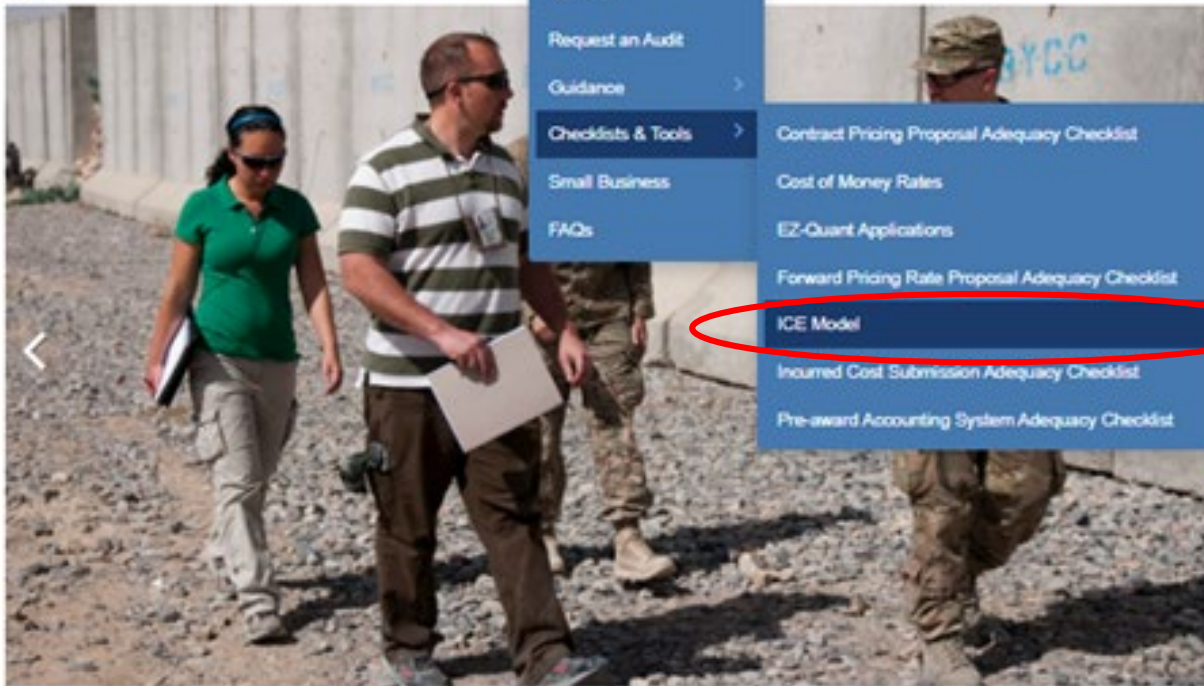 Request an Audit
Guidance
Checklists & Tools
Small Business
FAQs
Contract Pricing Proposal Adequacy Checklist
Cost of Money Rates
EZ-Quant Applications
Forward Pricing Rate Proposal Adequacy Checklist
ICE Model
Incurred Cost Submission Adequacy Checklist
Pre-award Accounting System Adequacy Checklist